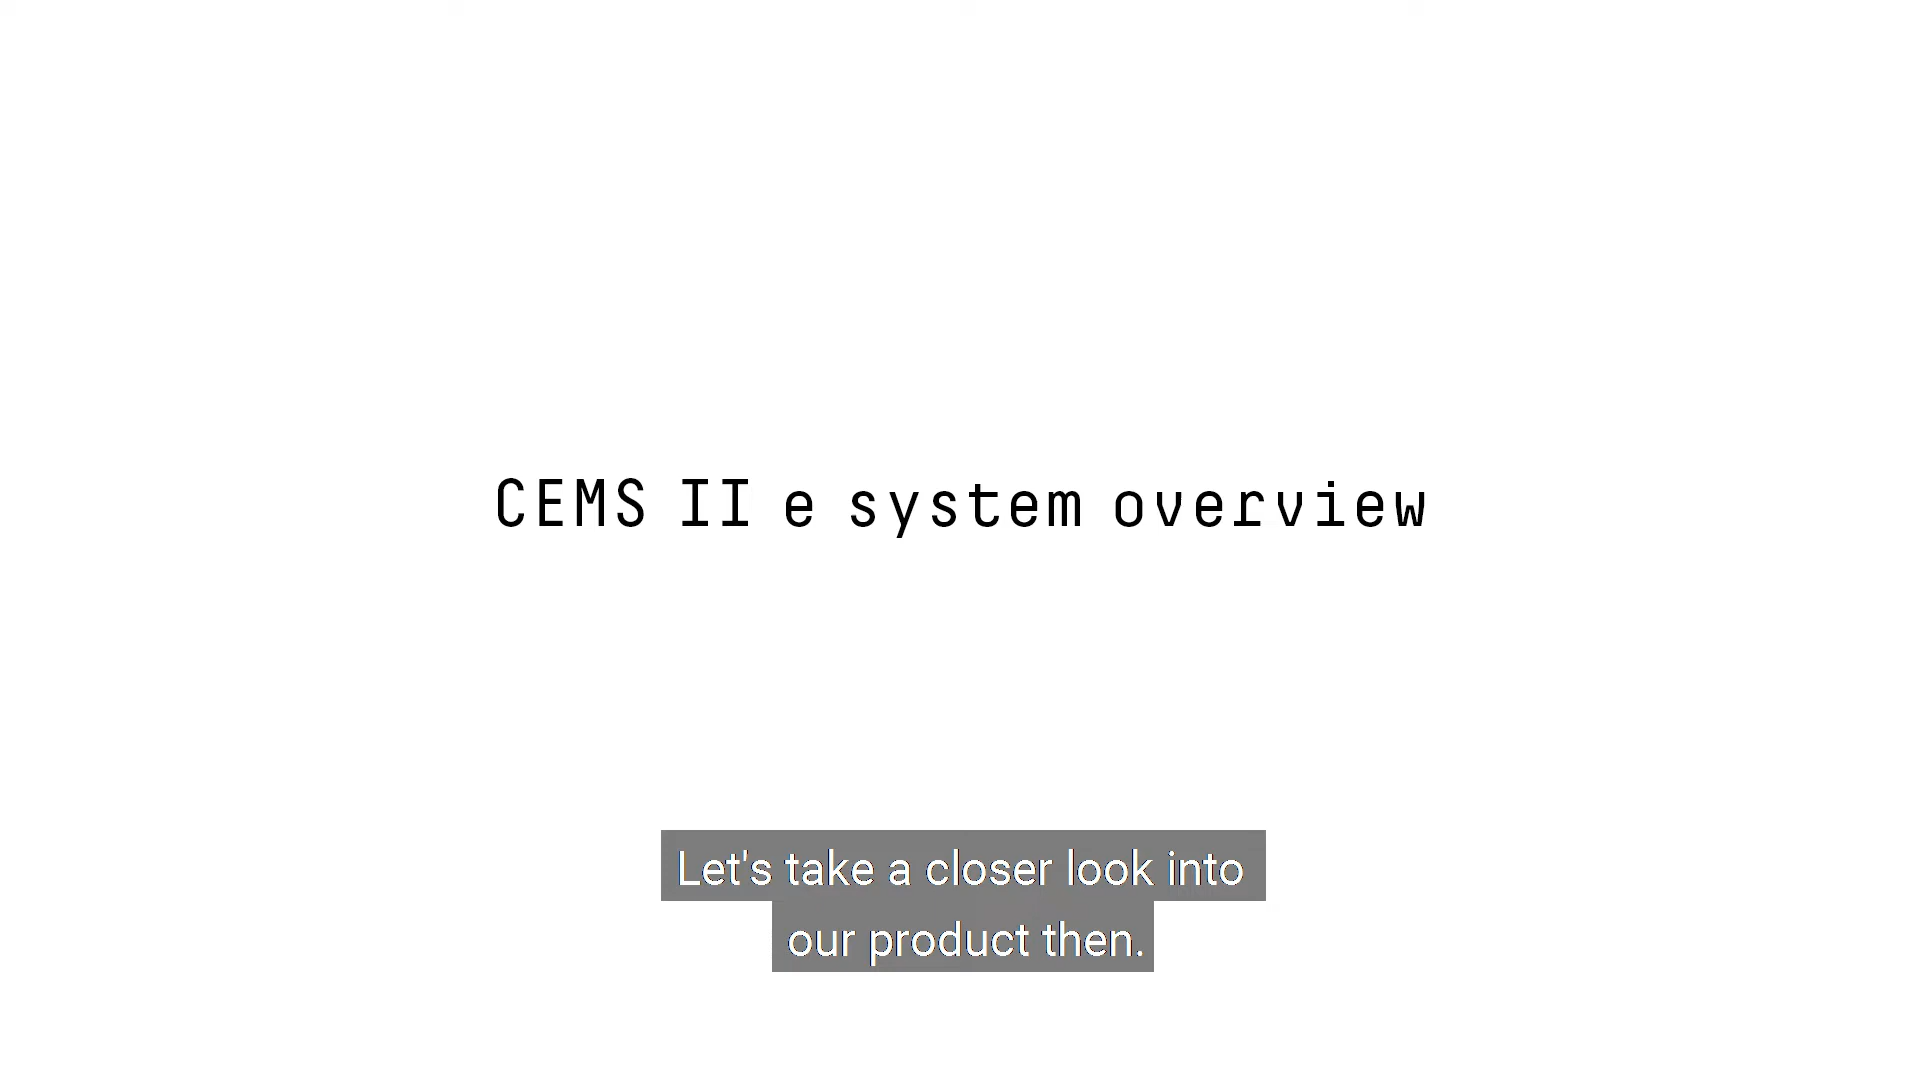 CEMS II e system overview
Let's take a closer look into
our product then.